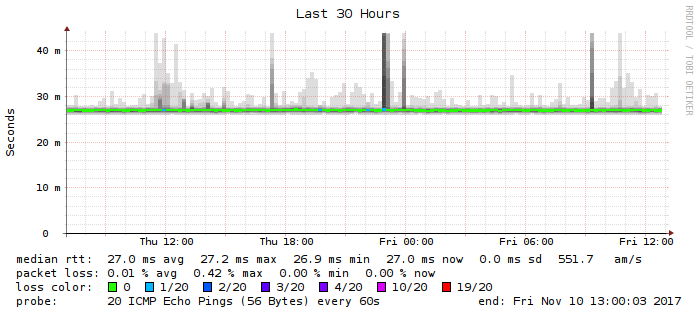 Last 30 Hours
RRDTOOL / TOBI OETIKER
Seconds
40 m
30 m
20 m
10 m
0
Thu 12:00 Thu 18:00 Fri 00:00 Fri 06:00 Fri 12:00
median rtt: 27.0 ms avg 27.2 ms max 26.9 ms min 27.0 ms now 0.0 ms sd 551.7 am/s
packet loss: 0.01 % avg 0.42 % max 0.00 % min 0.00 % now
loss color: 0 1/20 2/20 3/20 4/20 10/20 19/20
probe: 20 ICMP Echo Pings (56 Bytes) every 60s end: Fri Nov 10 13:00:03 2017